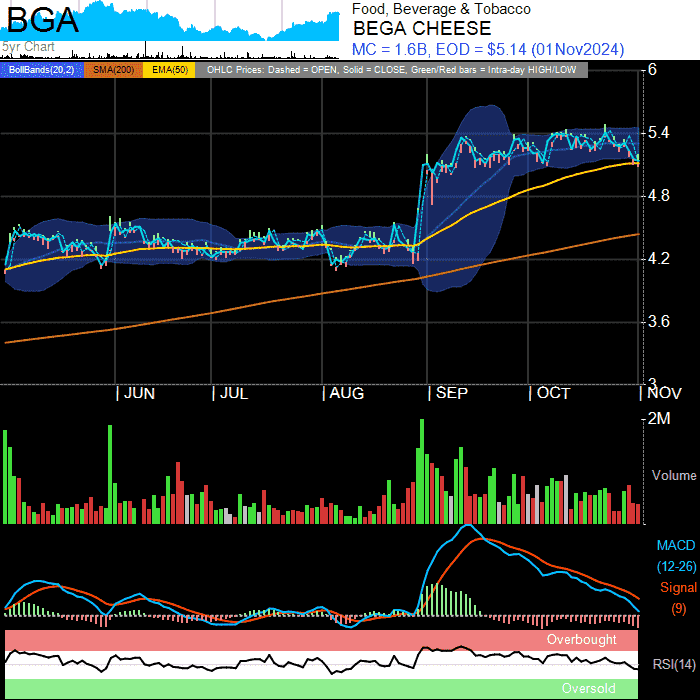 BGA
5yr Chart
Food, Beverage & Tobacco
BEGA CHEESE
MC = 1.6B, EOD = $5.14 (01Nov2024)
BollBands(20,2) SMA(200) EMA(50) OHLC Prices: Dashed = OPEN, Solid = CLOSE, Green/Red bars = Intra-day HIGH/LOW
6
5.4
4.8
4.2
3.6
3
| JUN | JUL | AUG | SEP | OCT | NOV
2M
Volume
MACD
(12-26)
Signal
(9)
Overbought
RSI(14)
Oversold